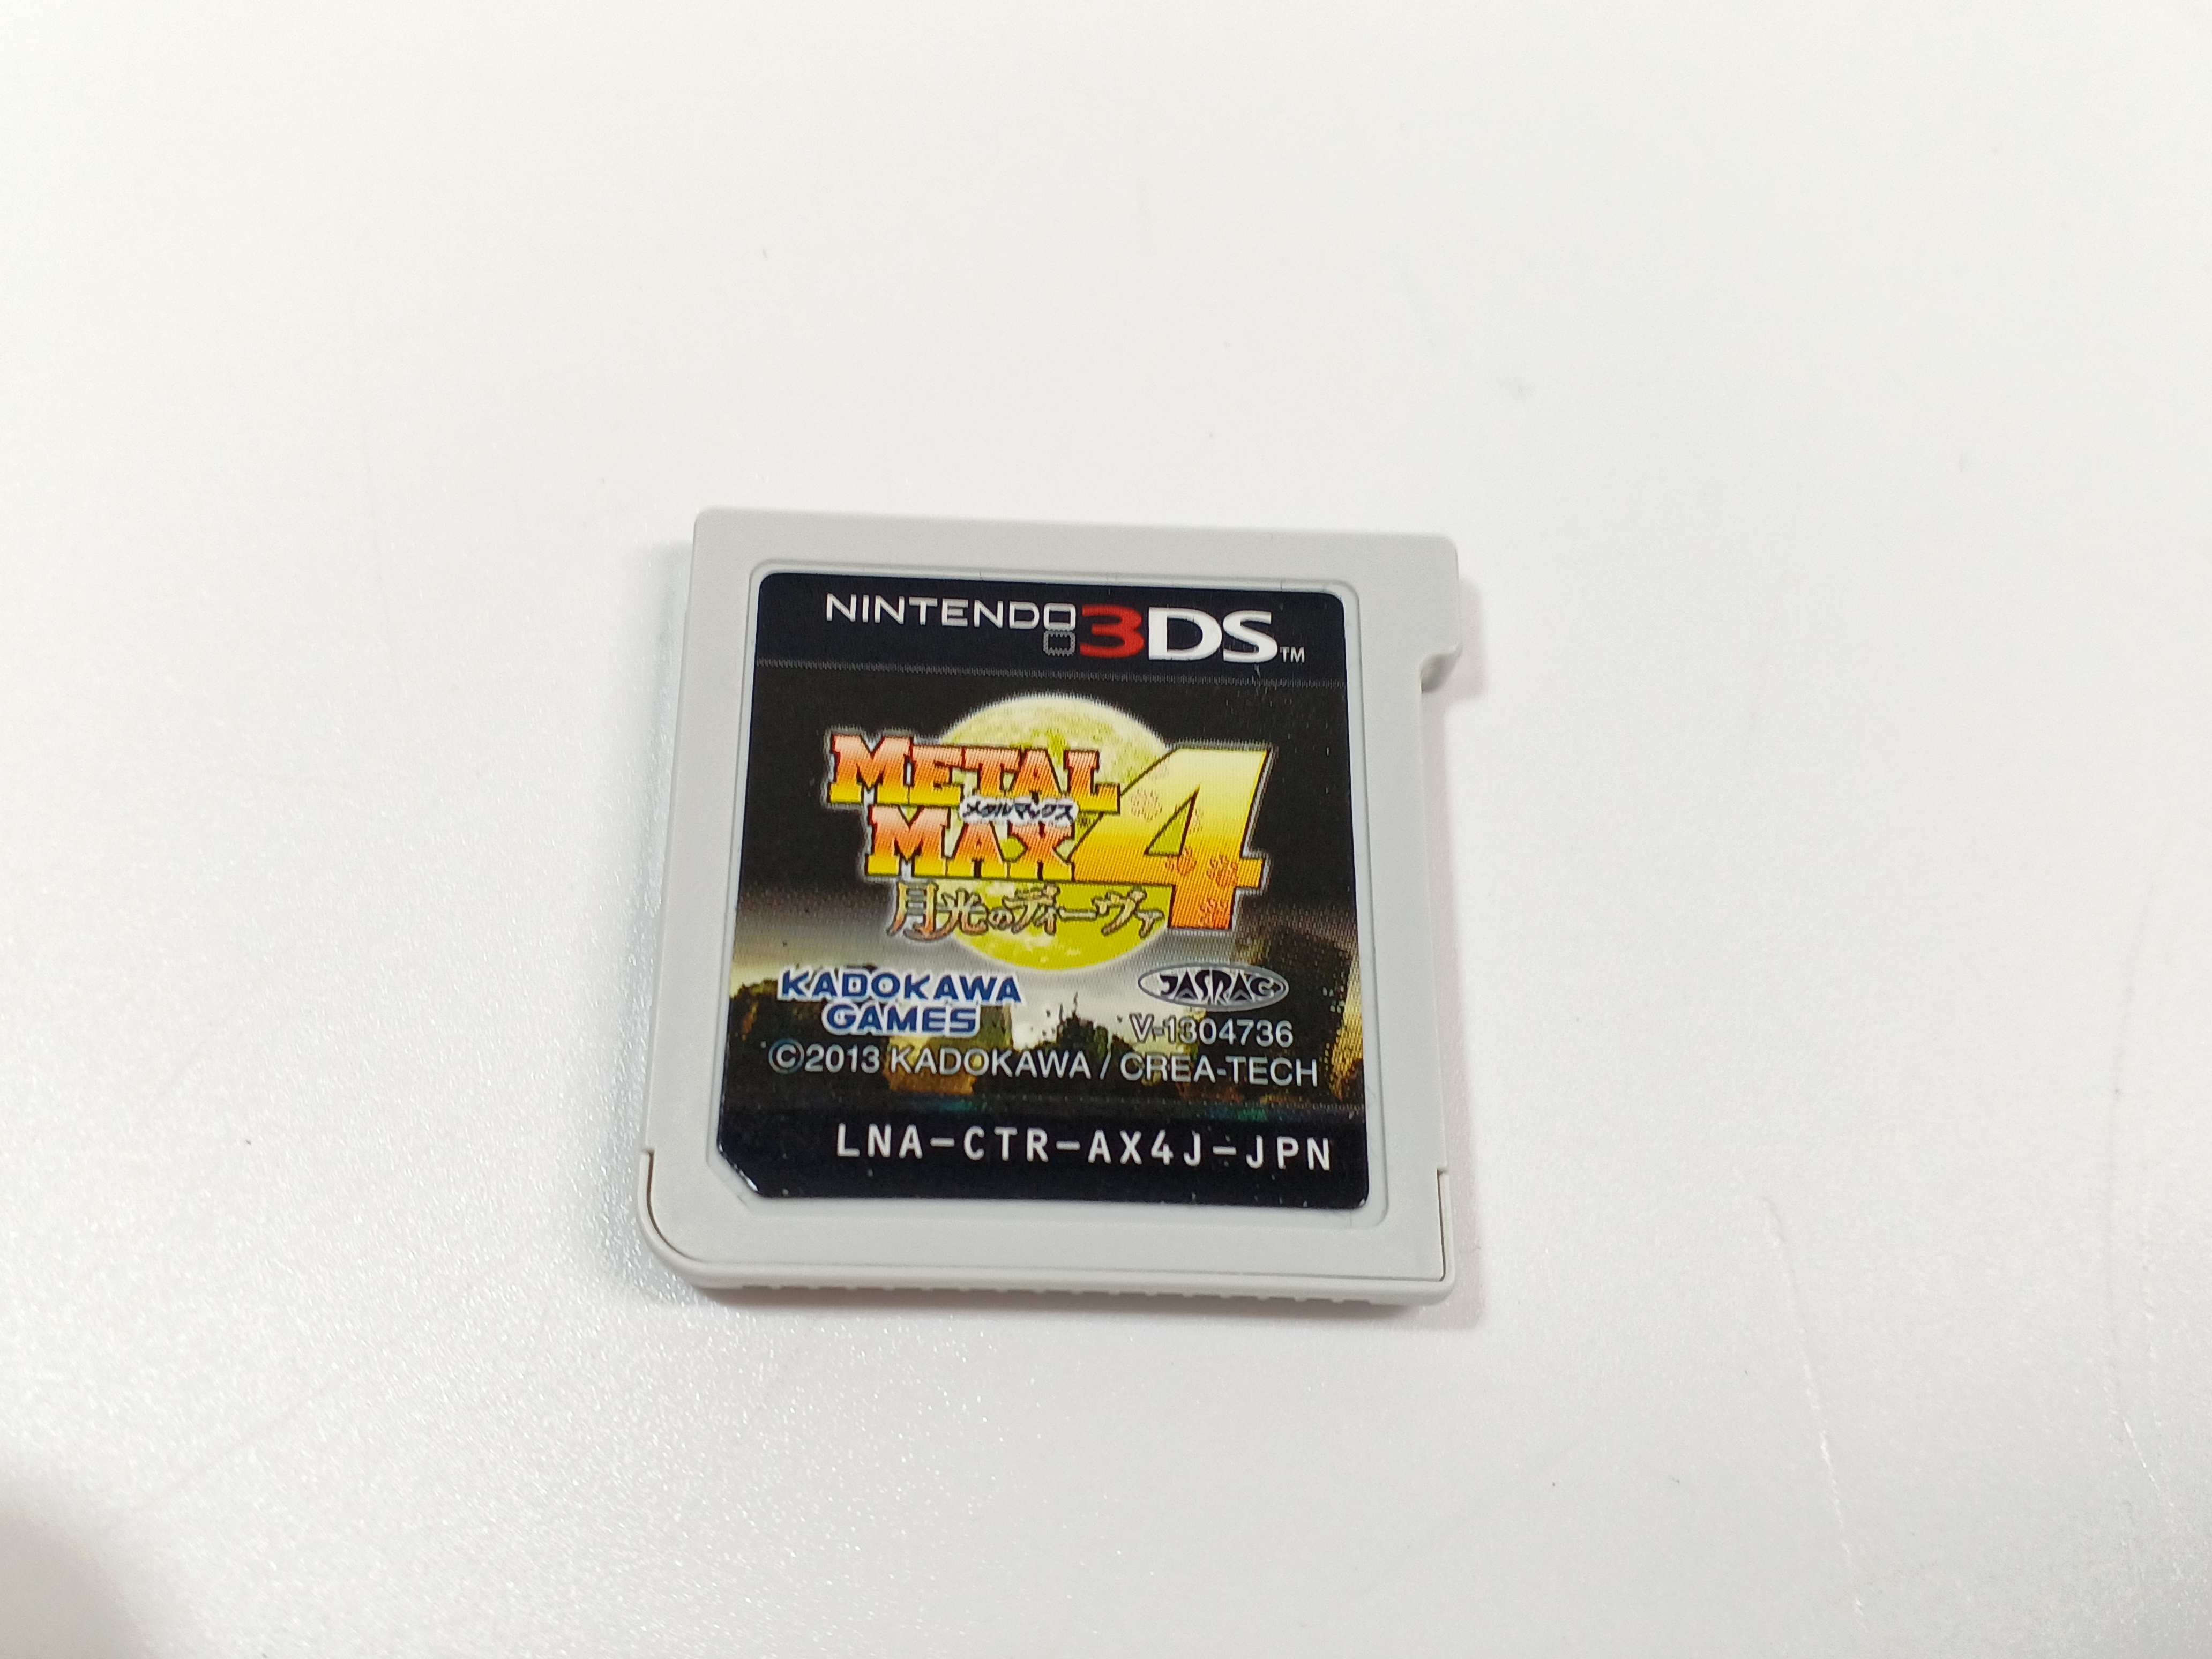 NINTENDO 3DS™
METAL
メタルマックス
MAX 4
月光のディーヴァ
KADOKAWA
GAMES
JASRAC
V-1304736
©2013 KADOKAWA / CREA-TECH
LNA-CTR-AX4J-JPN